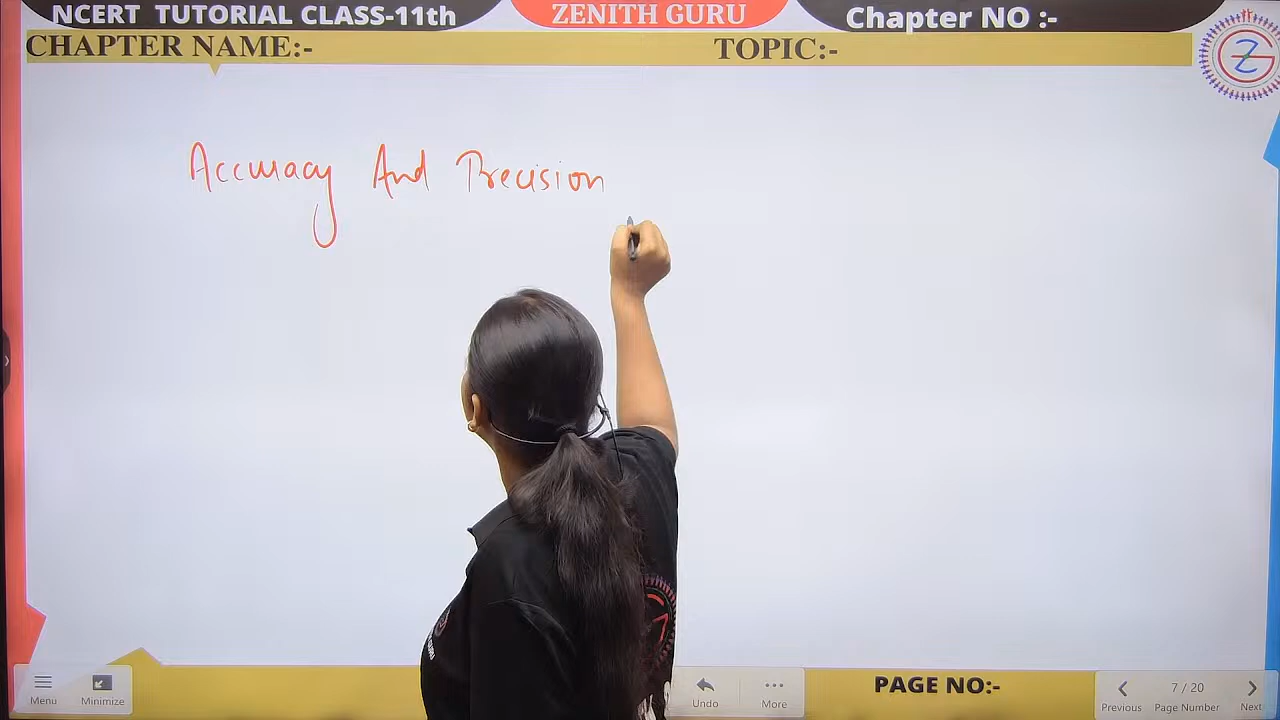 NCERT TUTORIAL CLASS-11th
ZENITH GURU
Chapter NO :-
CHAPTER NAME:-
TOPIC:-
Accuracy And Precision
Menu
Minimize
Undo
More
PAGE NO:-
Previous
7 / 20
Page Number
Next